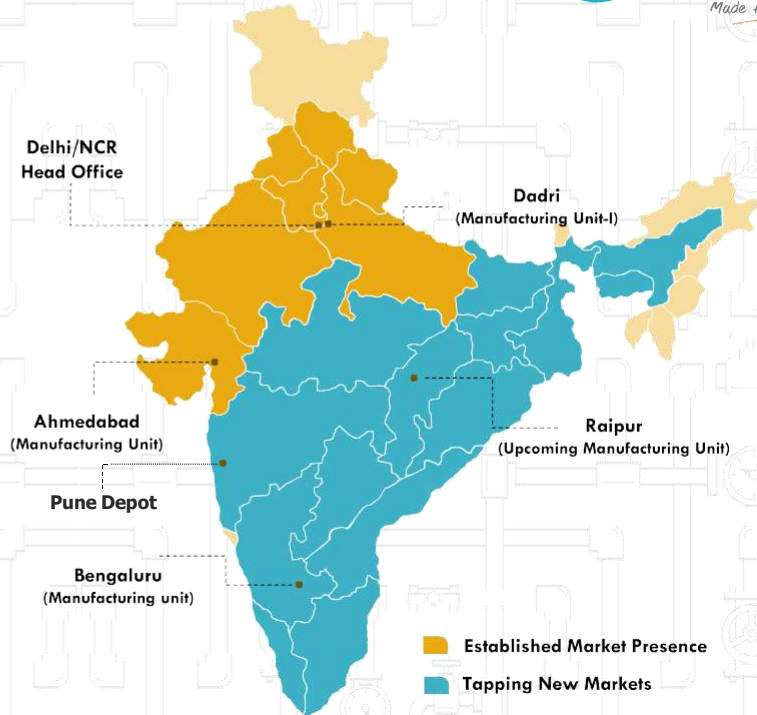 Made
Delhi/NCR
Head Office
Dadri
(Manufacturing Unit-I)
Ahmedabad
(Manufacturing Unit)
Raipur
(Upcoming Manufacturing Unit)
Pune Depot
Bengaluru
(Manufacturing unit)
Established Market Presence
Tapping New Markets